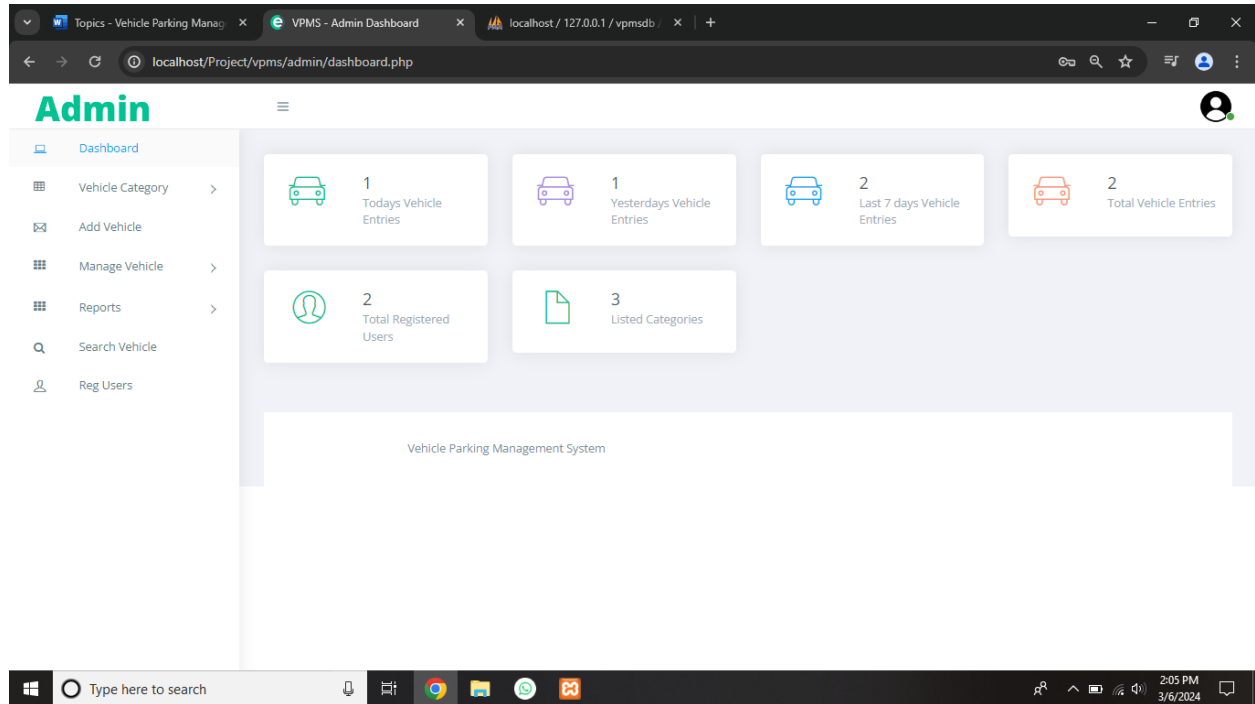 Topics - Vehicle Parking Manag
VPMS - Admin Dashboard
localhost / 127.0.0.1 / vpmsdb /
localhost/Project/vpms/admin/dashboard.php
Admin
Dashboard
Vehicle Category
Add Vehicle
Manage Vehicle
Reports
Search Vehicle
Reg Users
1
Todays Vehicle
Entries
1
Yesterdays Vehicle
Entries
2
Last 7 days Vehicle
Entries
2
Total Vehicle Entries
2
Total Registered
Users
3
Listed Categories
Vehicle Parking Management System
Type here to search
2:05 PM
3/6/2024